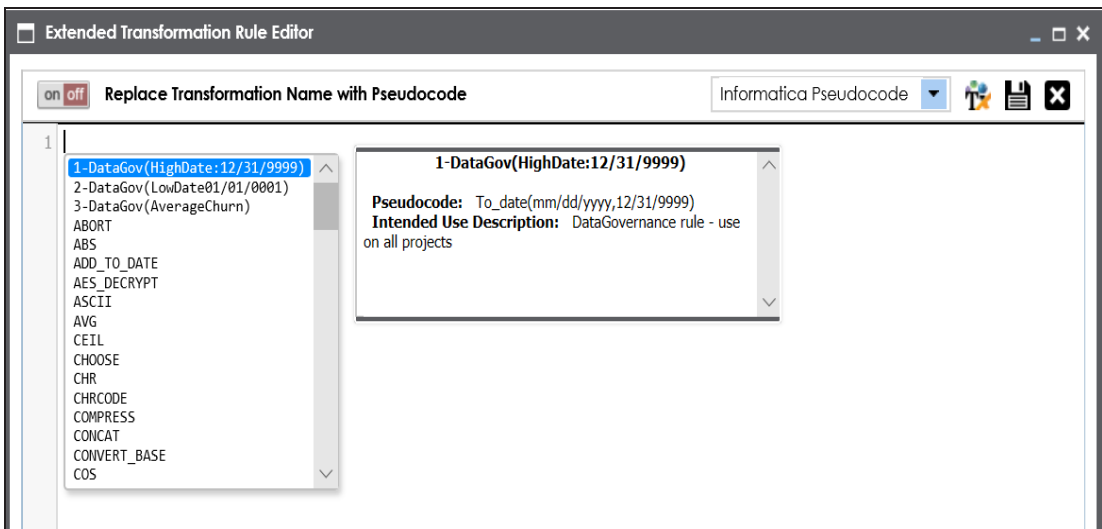 Extended Transformation Rule Editor
on off Replace Transformation Name with Pseudocode Informatica Pseudocode
1
1-DataGov(HighDate:12/31/9999)
2-DataGov(LowDate01/01/0001)
3-DataGov(AverageChurn)
ABORT
ABS
ADD_TO_DATE
AES_DECRYPT
ASCII
AVG
CEIL
CHOOSE
CHR
CHRCODE
COMPRESS
CONCAT
CONVERT_BASE
COS
1-DataGov(HighDate:12/31/9999)
Pseudocode: To_date(mm/dd/yyyy,12/31/9999)
Intended Use Description: DataGovernance rule - use
on all projects